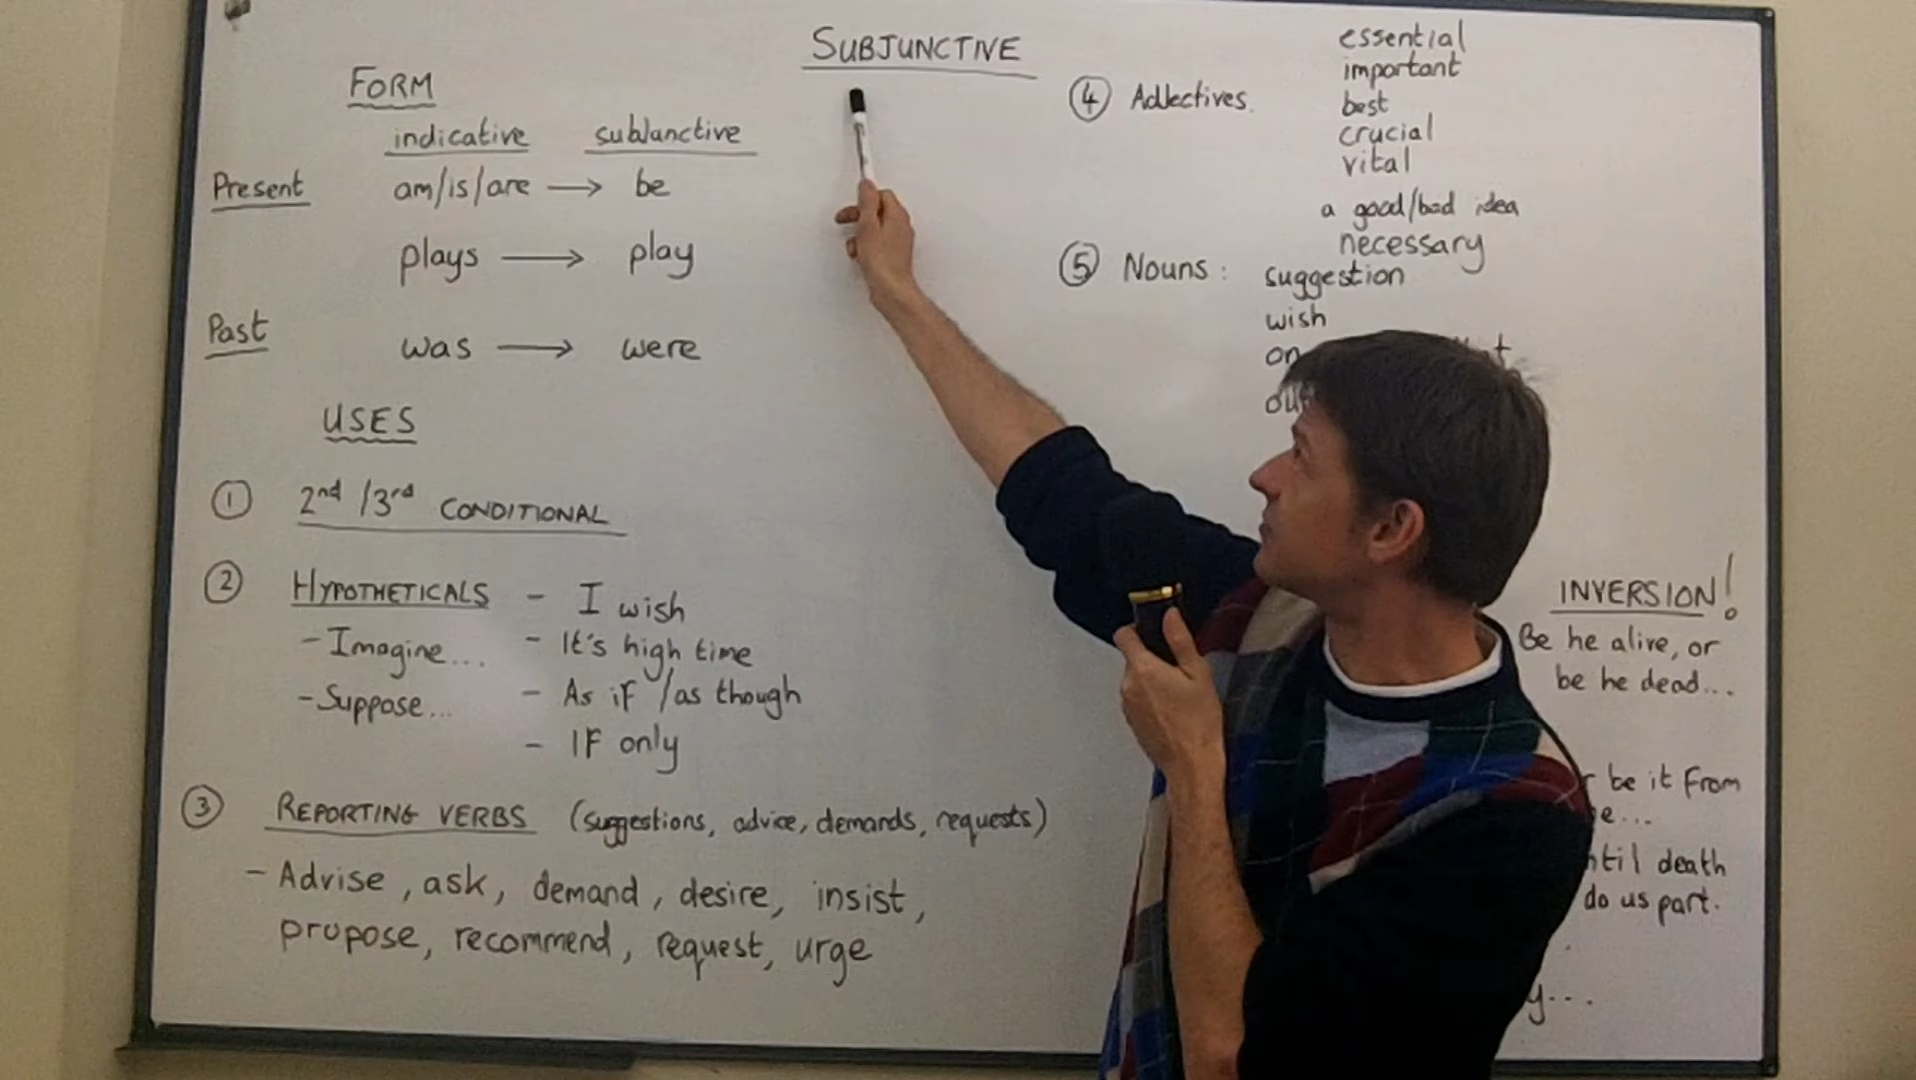 SUBJUNCTIVE
FORM
indicative subjunctive
Present am/is/are → be
plays → play
Past was → were
USES
① 2nd/3rd CONDITIONAL
② HYPOTHETICALS - I wish
- Imagine... - It's high time
- Suppose... - As if/as though
- If only
③ REPORTING VERBS (suggestions, advice, demands, requests)
- Advise, ask, demand, desire, insist,
propose, recommend, request, urge
④ Adjectives.
essential
important
best
crucial
vital
a good/bad idea
necessary
⑤ Nouns: suggestion
wish
on
INVERSION!
Be he alive, or
be he dead...
be it from
death
do us part.